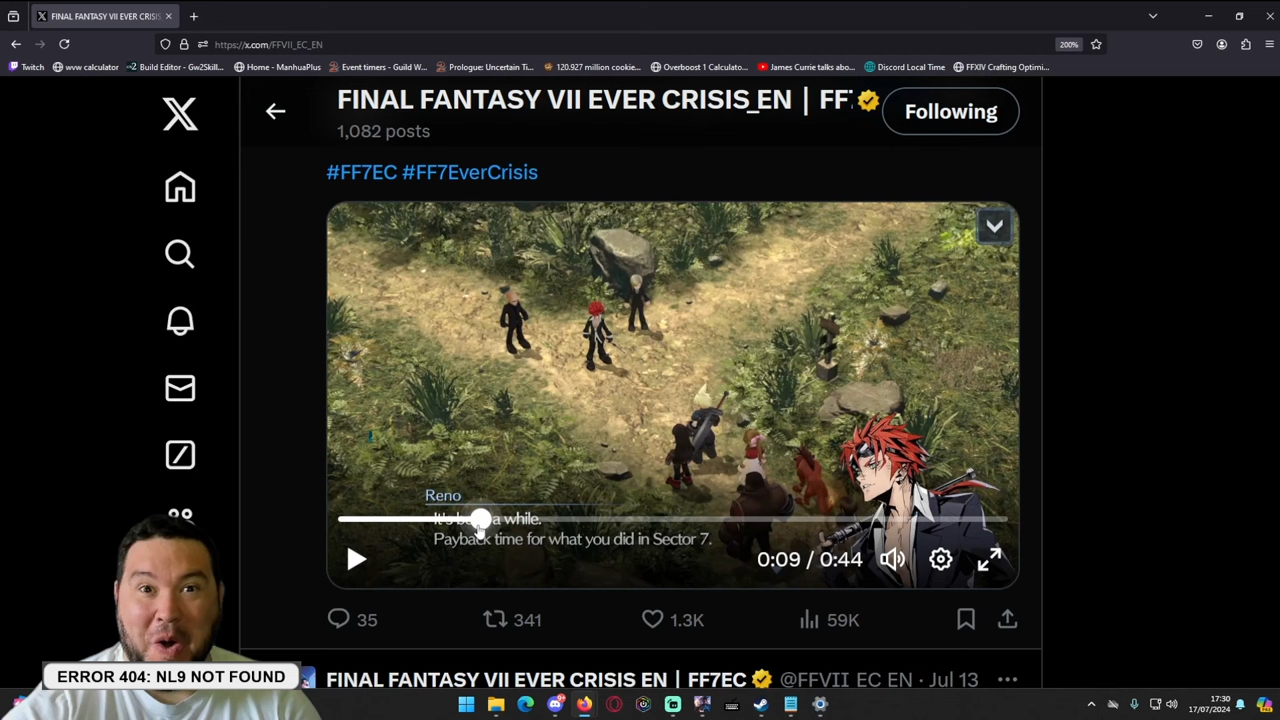 FINAL FANTASY VII EVER CRISIS
https://x.com/FFVII_EC_EN
200%
Twitch
wvw calculator
Build Editor - Gw2Skill...
Home - ManhuaPlus
Event timers - Guild W...
Prologue: Uncertain Ti...
120.927 million cookie...
Overboost 1 Calculato...
James Currie talks abo...
Discord Local Time
FFXIV Crafting Optimi...
FINAL FANTASY VII EVER CRISIS_EN | FF7
1,082 posts
Following
#FF7EC #FF7EverCrisis
Reno
It's been a while.
Payback time for what you did in Sector 7.
0:09 / 0:44
35
341
1.3K
59K
ERROR 404: NL9 NOT FOUND
FINAL FANTASY VII EVER CRISIS EN | FF7EC
@FFVII_EC_EN · Jul 13
17:30
17/07/2024